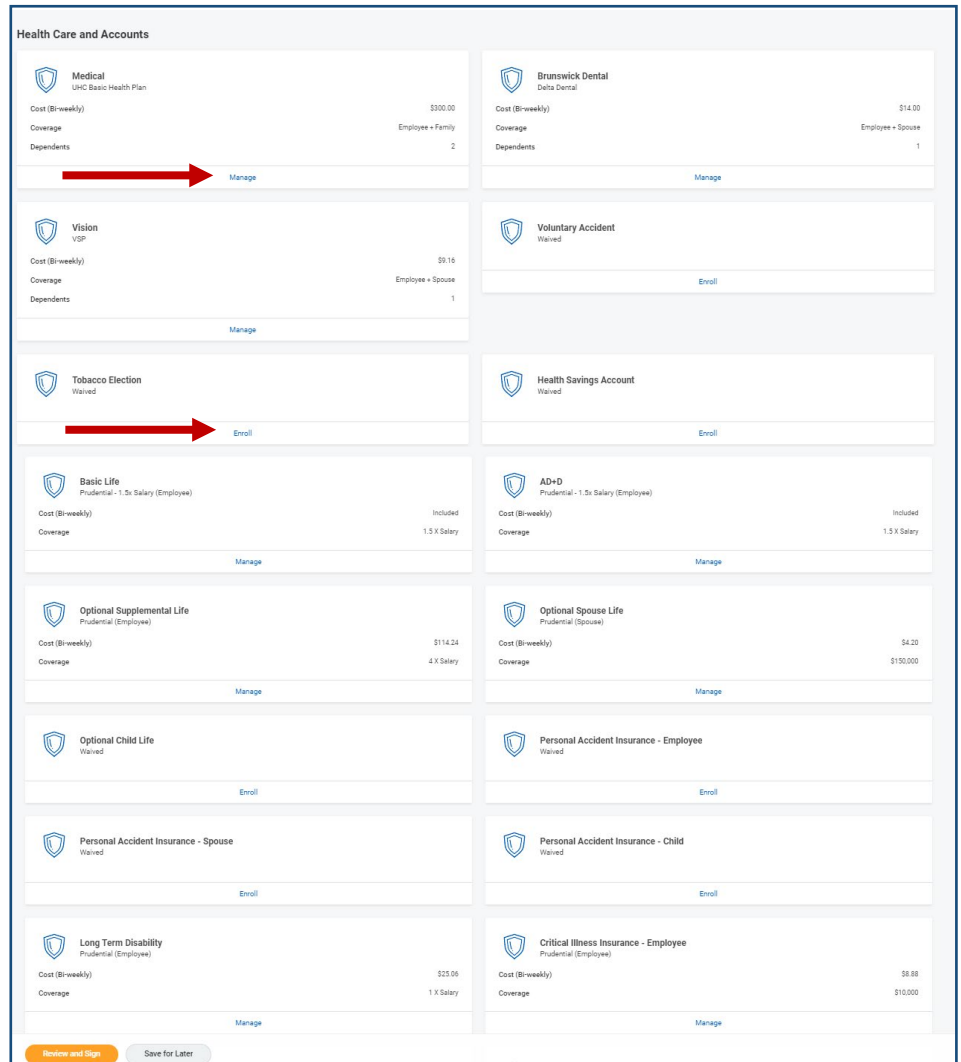 Health Care and Accounts
Medical
UHC Basic Health Plan
Cost (Bi-weekly) $300.00
Coverage Employee + Family
Dependents 2
Manage
Brunswick Dental
Delta Dental
Cost (Bi-weekly) $14.00
Coverage Employee + Spouse
Dependents 1
Manage
Vision
VSP
Cost (Bi-weekly) $9.16
Coverage Employee + Spouse
Dependents 1
Manage
Voluntary Accident
Waived
Enroll
Tobacco Election
Waived
Enroll
Health Savings Account
Waived
Enroll
Basic Life
Prudential - 1.5x Salary (Employee)
Cost (Bi-weekly) Included
Coverage 1.5 X Salary
Manage
AD+D
Prudential - 1.5x Salary (Employee)
Cost (Bi-weekly) Included
Coverage 1.5 X Salary
Manage
Optional Supplemental Life
Prudential (Employee)
Cost (Bi-weekly) $114.24
Coverage 4 X Salary
Manage
Optional Spouse Life
Prudential (Spouse)
Cost (Bi-weekly) $4.20
Coverage $150,000
Manage
Optional Child Life
Waived
Enroll
Personal Accident Insurance - Employee
Waived
Enroll
Personal Accident Insurance - Spouse
Waived
Enroll
Personal Accident Insurance - Child
Waived
Enroll
Long Term Disability
Prudential (Employee)
Cost (Bi-weekly) $25.06
Coverage 1 X Salary
Manage
Critical Illness Insurance - Employee
Prudential (Employee)
Cost (Bi-weekly) $8.88
Coverage $10,000
Manage
Review and Sign
Save for Later